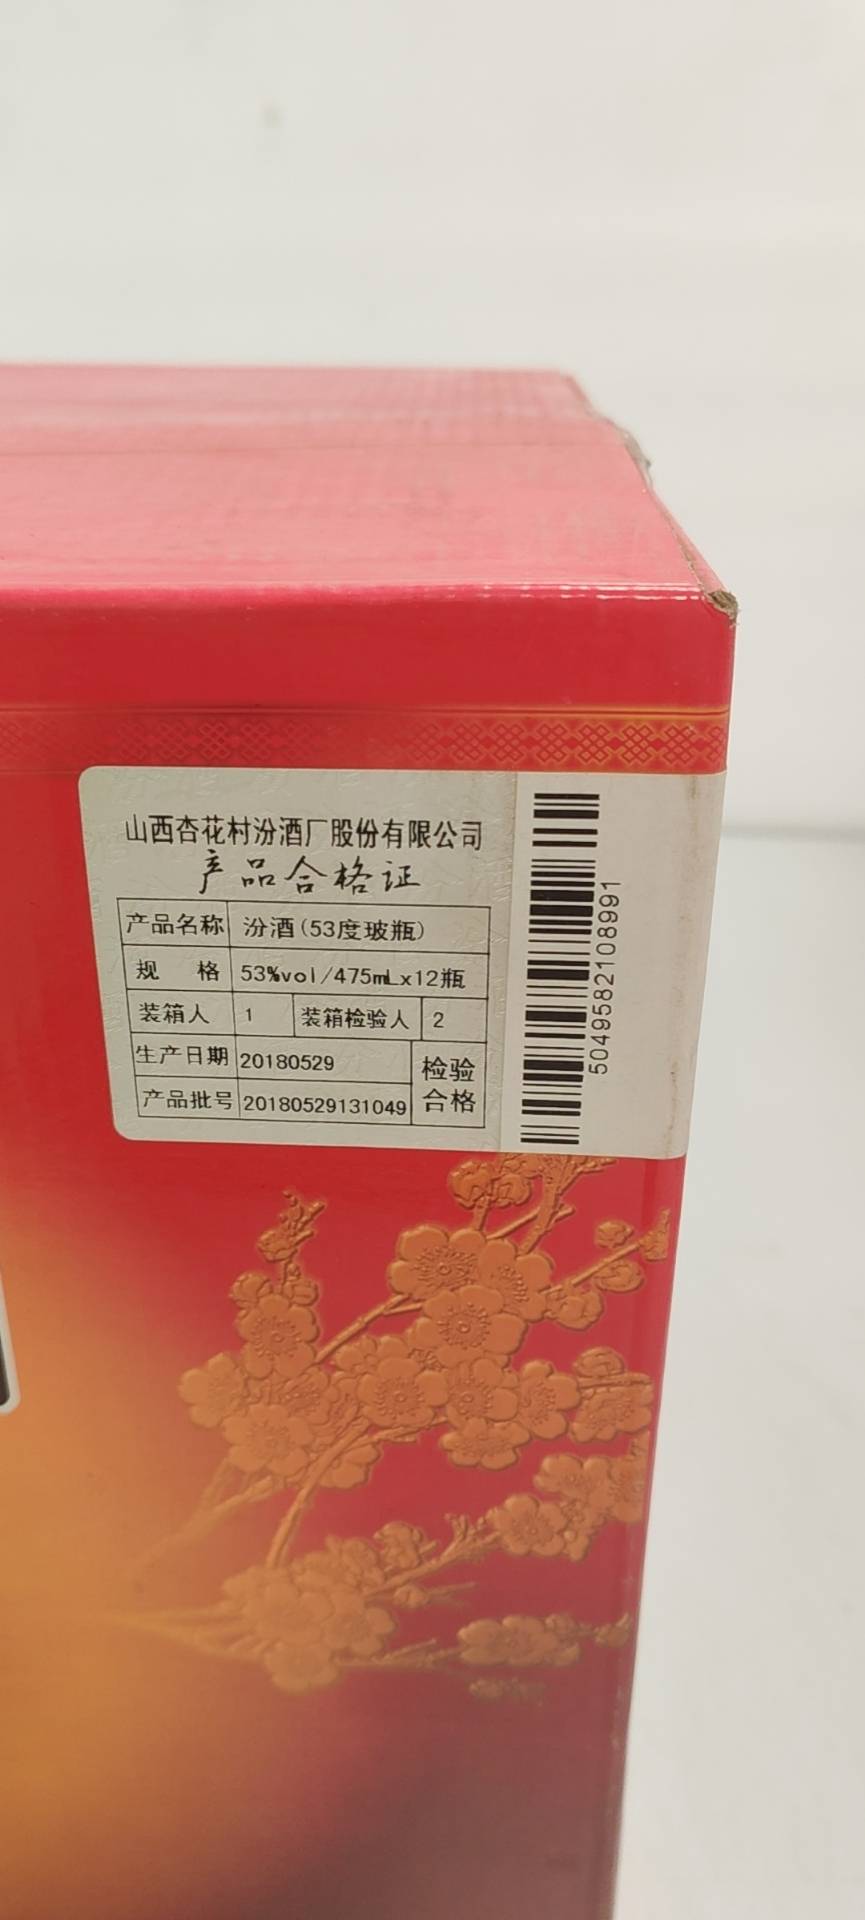 山西杏花村汾酒厂股份有限公司
产品合格证
产品名称 汾酒(53度玻瓶)
规 格 53%vol/475mLx12瓶
装箱人 1 装箱检验人 2
生产日期 20180529 检验
产品批号 20180529131049 合格
5049582108991